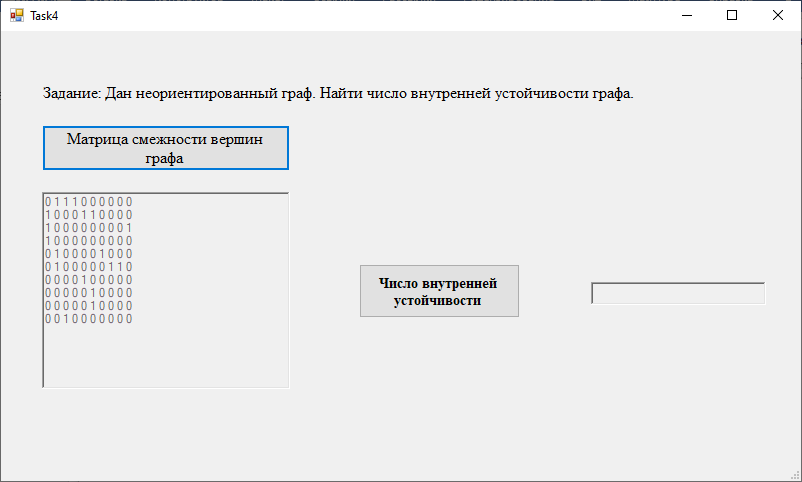 Task4
Задание: Дан неориентированный граф. Найти число внутренней устойчивости графа.
Матрица смежности вершин
графа
0 1 1 1 0 0 0 0 0 0
1 0 0 0 1 1 0 0 0 0
1 0 0 0 0 0 0 0 0 1
1 0 0 0 0 0 0 0 0 0
0 1 0 0 0 0 1 0 0 0
0 1 0 0 0 0 0 1 1 0
0 0 0 0 1 0 0 0 0 0
0 0 0 0 0 1 0 0 0 0
0 0 0 0 0 1 0 0 0 0
0 0 1 0 0 0 0 0 0 0
Число внутренней
устойчивости